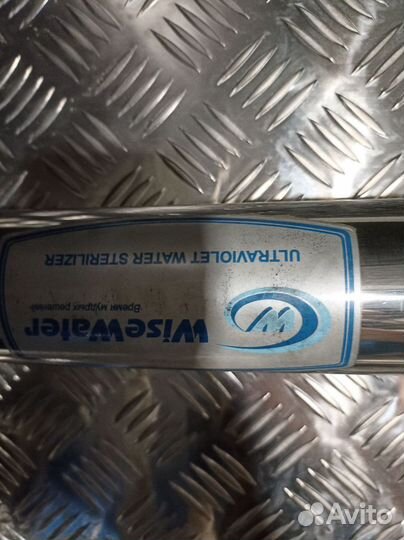 WiseWater
Время мудрых решений
ULTRAVIOLET WATER STERILIZER
Avito